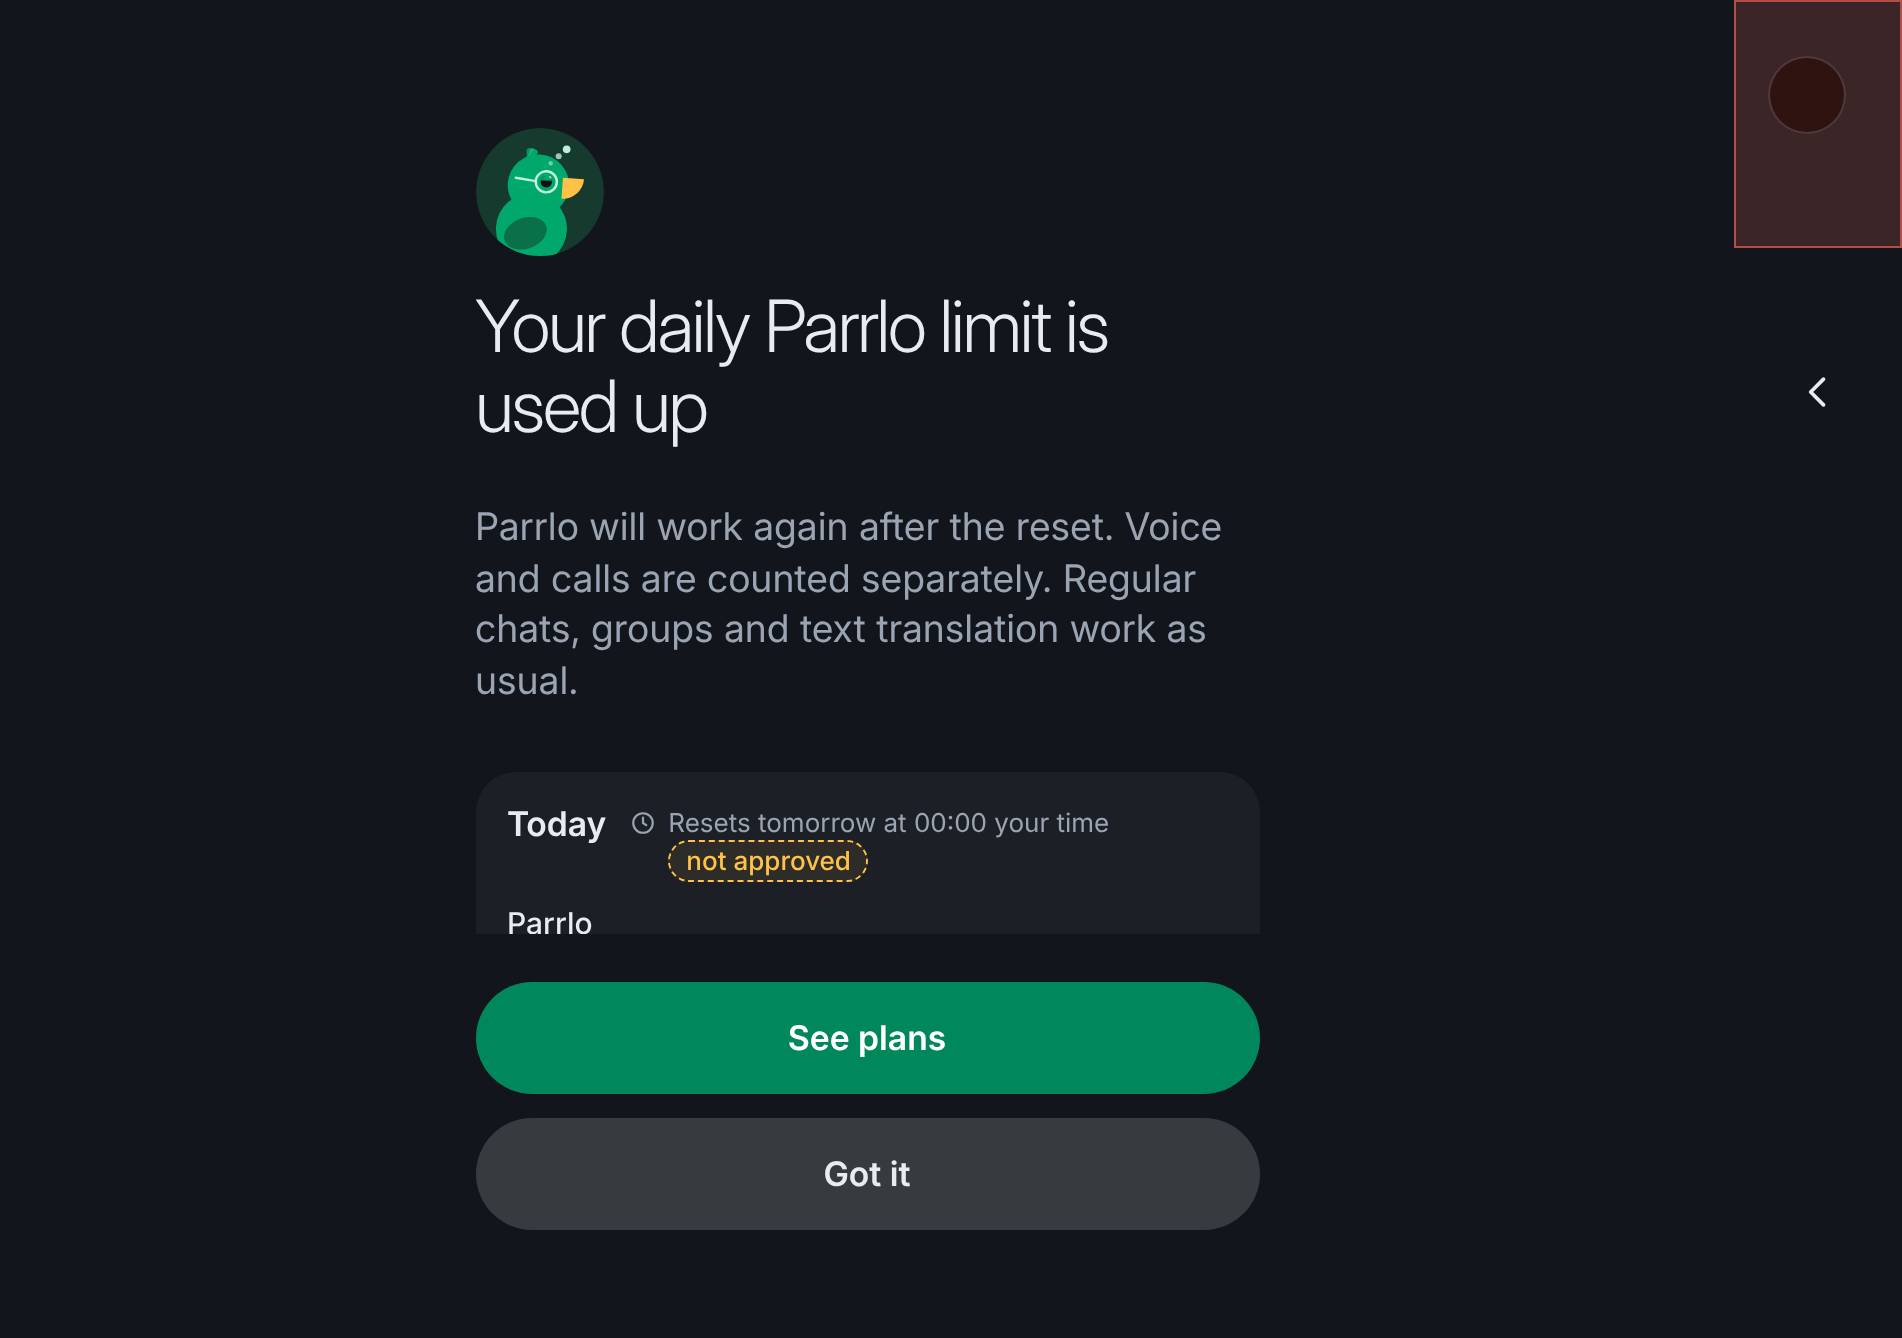 Your daily Parrlo limit is
used up
Parrlo will work again after the reset. Voice
and calls are counted separately. Regular
chats, groups and text translation work as
usual.
Today
Resets tomorrow at 00:00 your time
not approved
Parrlo
See plans
Got it